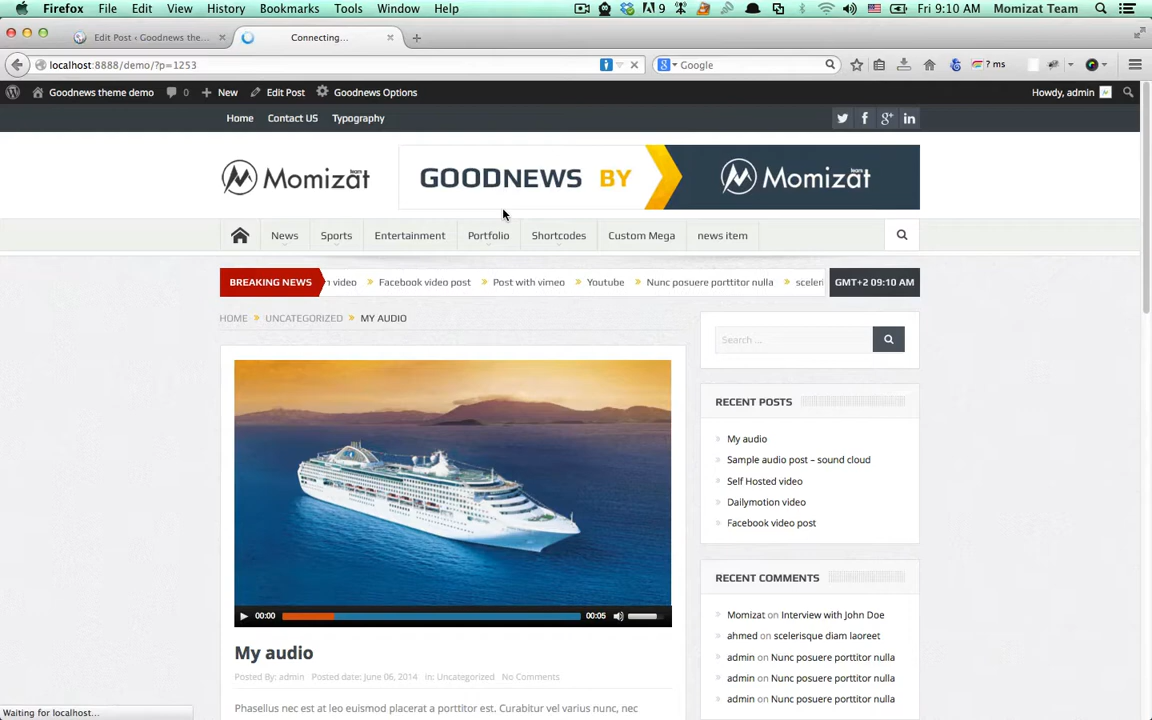 Firefox File Edit View History Bookmarks Tools Window Help 9 Fri 9:10 AM Momizat Team
Edit Post ‹ Goodnews the... Connecting...
localhost:8888/demo/?p=1253 Google ? ms
Goodnews theme demo 0 New Edit Post Goodnews Options Howdy, admin
Home Contact US Typography
Momizat team GOODNEWS BY Momizat team
News Sports Entertainment Portfolio Shortcodes Custom Mega news item
BREAKING NEWS video Facebook video post Post with vimeo Youtube Nunc posuere porttitor nulla sceleri GMT+2 09:10 AM
HOME UNCATEGORIZED MY AUDIO
Search ...
RECENT POSTS
My audio
Sample audio post – sound cloud
Self Hosted video
Dailymotion video
Facebook video post
RECENT COMMENTS
Momizat on Interview with John Doe
ahmed on scelerisque diam laoreet
admin on Nunc posuere porttitor nulla
admin on Nunc posuere porttitor nulla
admin on Nunc posuere porttitor nulla
00:00 00:05
My audio
Posted By: admin Posted date: June 06, 2014 in: Uncategorized No Comments
Phasellus nec est at leo euismod placerat a porttitor est. Curabitur vel varius nunc, nec
Waiting for localhost...